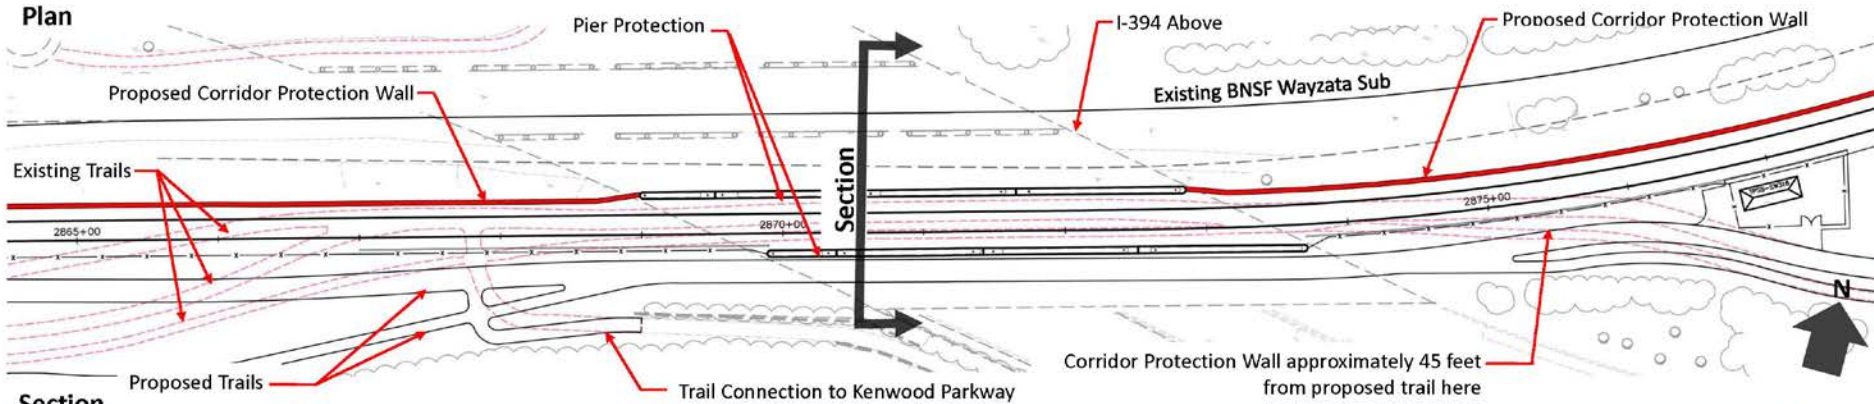 Plan
Pier Protection
I-394 Above
Proposed Corridor Protection Wall
Proposed Corridor Protection Wall
Existing BNSF Wayzata Sub
Existing Trails
Section
2865+00
2870+00
2875+00
N
Proposed Trails
Trail Connection to Kenwood Parkway
Corridor Protection Wall approximately 45 feet
from proposed trail here
Section